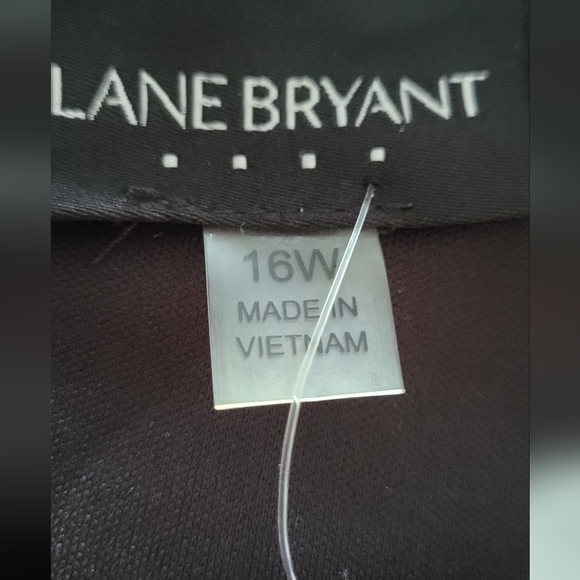 LANE BRYANT
16W
MADE IN
VIETNAM